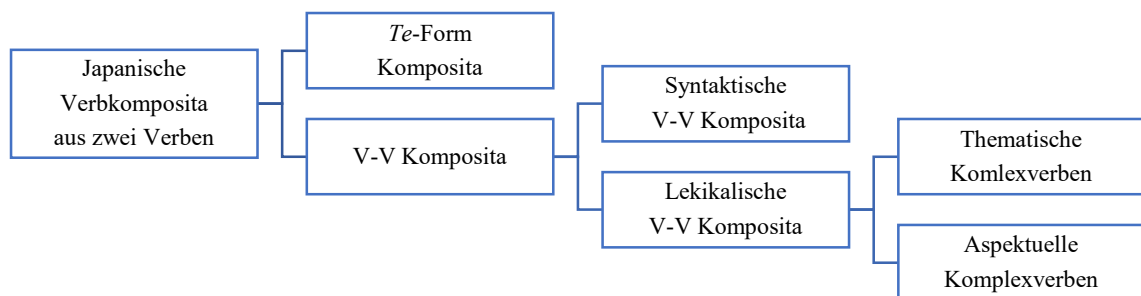 Japanische
Verbkomposita
aus zwei Verben
Te-Form
Komposita
V-V Komposita
Syntaktische
V-V Komposita
Lekikalische
V-V Komposita
Thematische
Komlexverben
Aspektuelle
Komplexverben